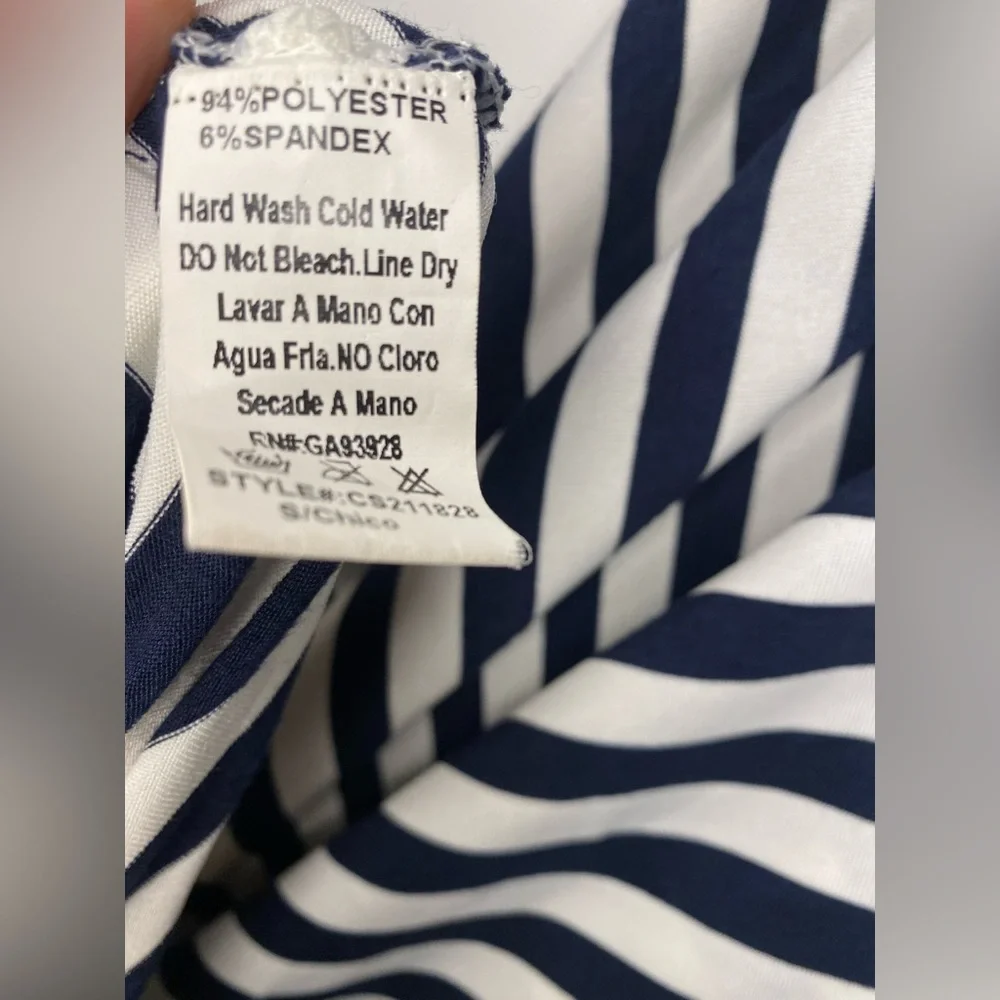 94%POLYESTER
6%SPANDEX
Hard Wash Cold Water
DO Not Bleach.Line Dry
Lavar A Mano Con
Agua Frla.NO Cloro
Secade A Mano
RN#:GA93928
STYLE#:CS211828
S/Chico